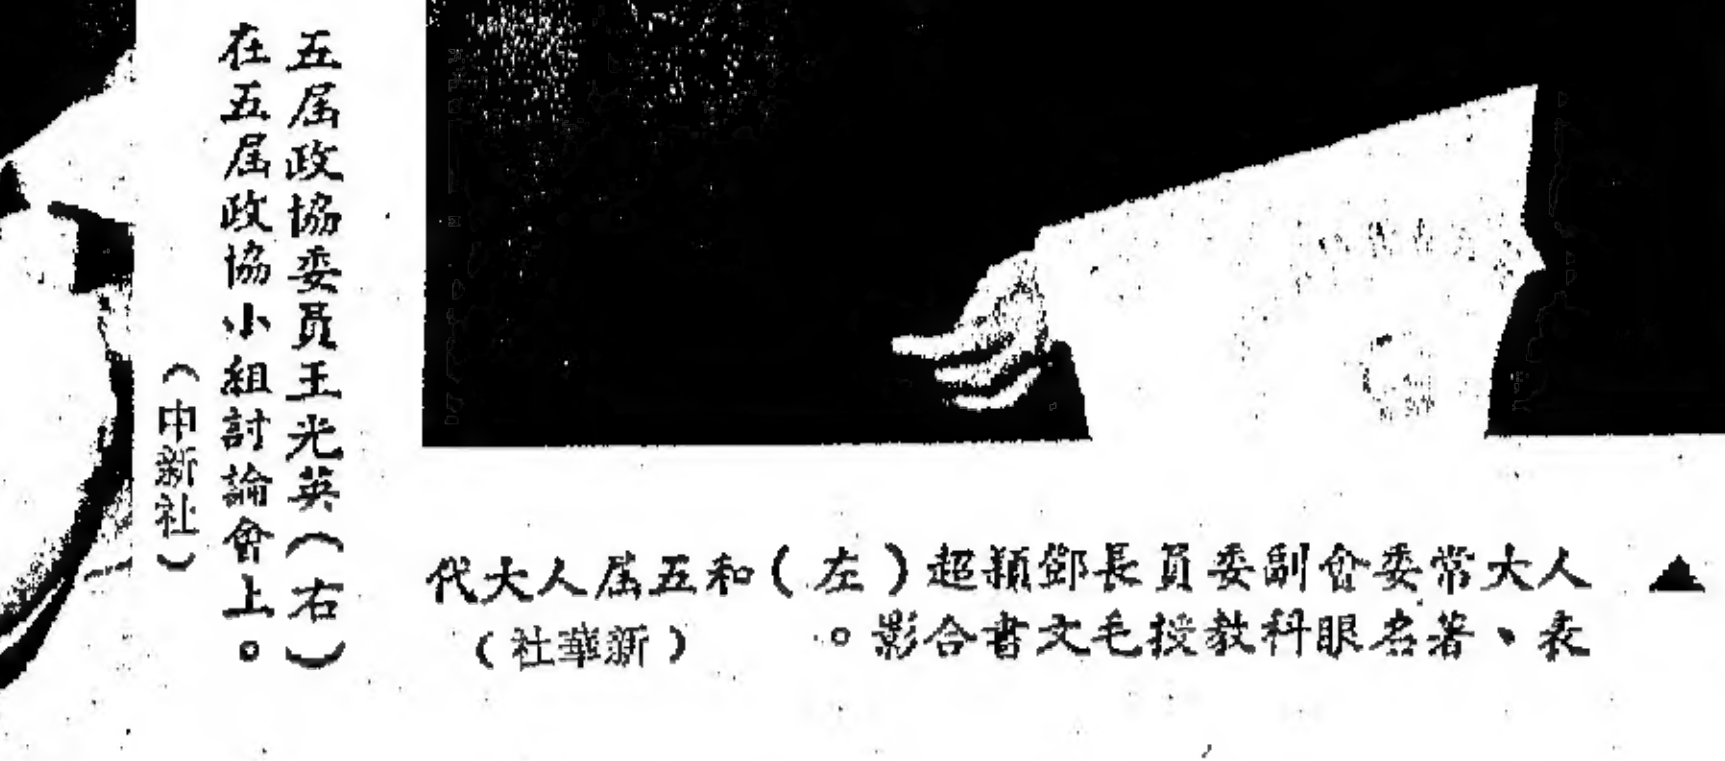 ▲人大常委會副委員長鄧穎超(左)和五屆人大代
表、著名眼科教授毛文書合影。(新華社)
五屆政協委員王光英(右)
在五屆政協小組討論會上。
(中新社)